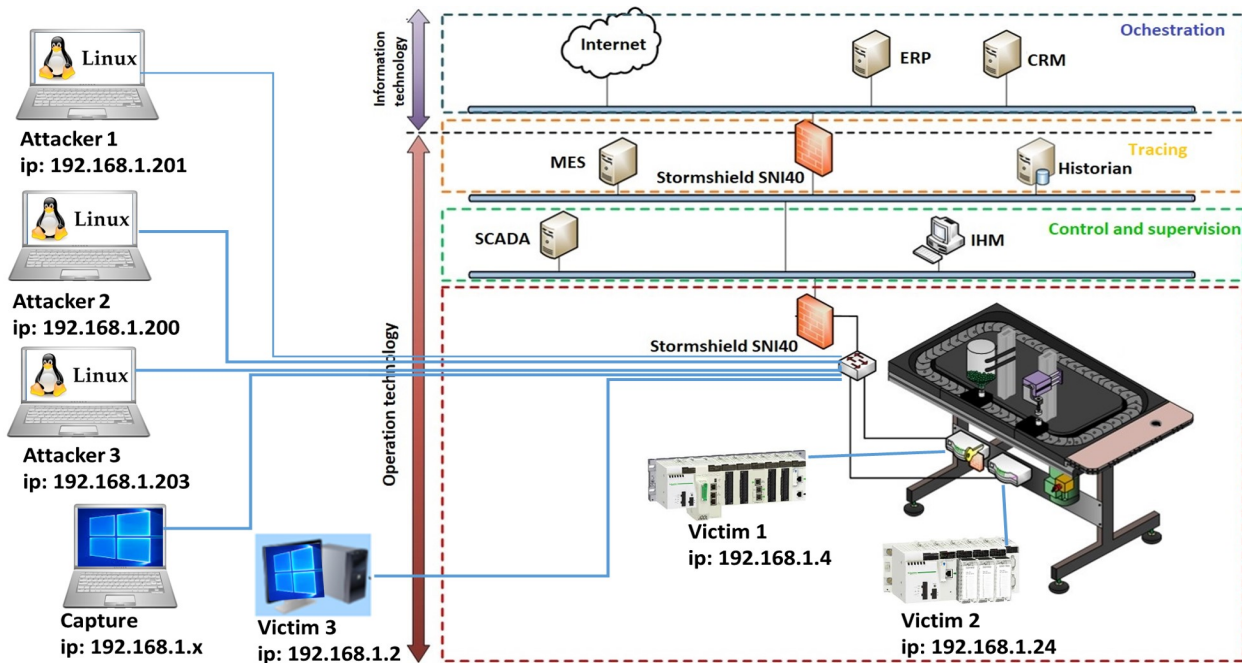 Linux
Attacker 1
ip: 192.168.1.201
Linux
Attacker 2
ip: 192.168.1.200
Linux
Attacker 3
ip: 192.168.1.203
Capture
ip: 192.168.1.x
Victim 3
ip: 192.168.1.2
Information
technology
Operation technology
Internet
ERP
CRM
Ochestration
MES
Stormshield SNI40
Historian
Tracing
SCADA
IHM
Control and supervision
Stormshield SNI40
Victim 1
ip: 192.168.1.4
Victim 2
ip: 192.168.1.24